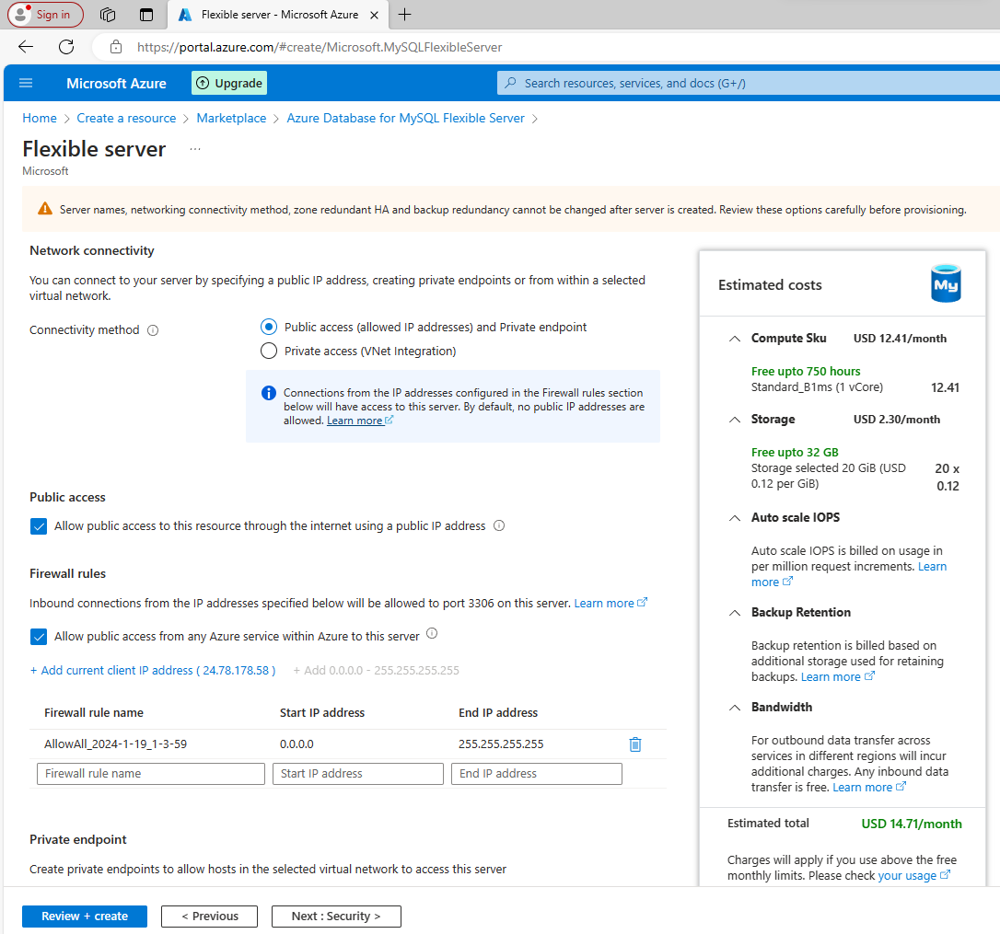 Sign in
Flexible server - Microsoft Azure
https://portal.azure.com/#create/Microsoft.MySQLFlexibleServer
Microsoft Azure
Upgrade
Search resources, services, and docs (G+/)
Home > Create a resource > Marketplace > Azure Database for MySQL Flexible Server >
Flexible server ...
Microsoft
Server names, networking connectivity method, zone redundant HA and backup redundancy cannot be changed after server is created. Review these options carefully before provisioning.
Network connectivity
You can connect to your server by specifying a public IP address, creating private endpoints or from within a selected
virtual network.
Connectivity method
Public access (allowed IP addresses) and Private endpoint
Private access (VNet Integration)
Connections from the IP addresses configured in the Firewall rules section
below will have access to this server. By default, no public IP addresses are
allowed. Learn more
Public access
Allow public access to this resource through the internet using a public IP address
Firewall rules
Inbound connections from the IP addresses specified below will be allowed to port 3306 on this server. Learn more
Allow public access from any Azure service within Azure to this server
+ Add current client IP address ( 24.78.178.58 )
+ Add 0.0.0.0 - 255.255.255.255
Firewall rule name
Start IP address
End IP address
AllowAll_2024-1-19_1-3-59
0.0.0.0
255.255.255.255
Firewall rule name
Start IP address
End IP address
Private endpoint
Create private endpoints to allow hosts in the selected virtual network to access this server
Estimated costs
My
Compute Sku
USD 12.41/month
Free upto 750 hours
Standard_B1ms (1 vCore)
12.41
Storage
USD 2.30/month
Free upto 32 GB
Storage selected 20 GiB (USD
0.12 per GiB)
20 x
0.12
Auto scale IOPS
Auto scale IOPS is billed on usage in
per million request increments. Learn
more
Backup Retention
Backup retention is billed based on
additional storage used for retaining
backups. Learn more
Bandwidth
For outbound data transfer across
services in different regions will incur
additional charges. Any inbound data
transfer is free. Learn more
Estimated total
USD 14.71/month
Charges will apply if you use above the free
monthly limits. Please check your usage
Review + create
< Previous
Next : Security >